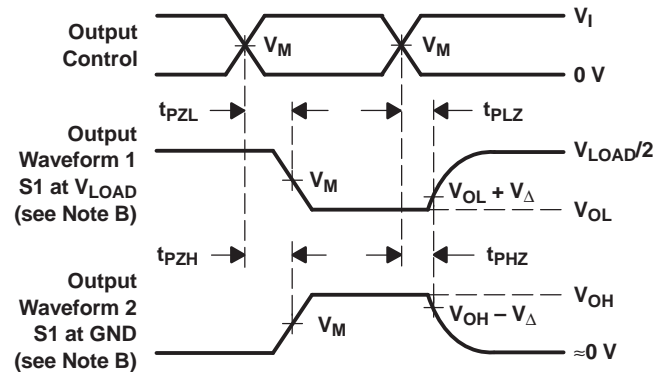 Output
Control
V_M
V_M
V_I
0 V
t_PZL
t_PLZ
Output
Waveform 1
S1 at V_LOAD
(see Note B)
V_M
V_LOAD/2
V_OL + V_Δ
V_OL
t_PZH
t_PHZ
Output
Waveform 2
S1 at GND
(see Note B)
V_M
V_OH
V_OH – V_Δ
≈0 V